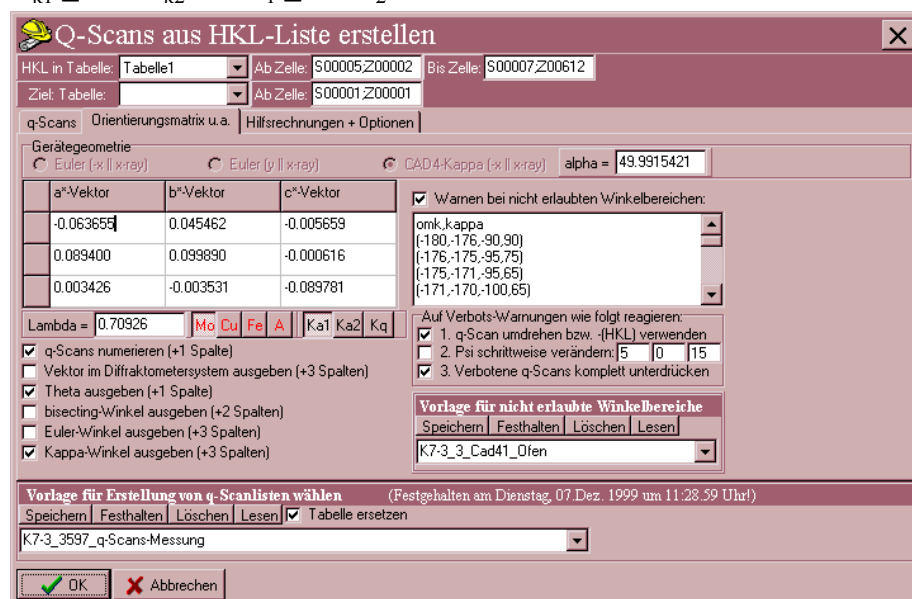 Q-Scans aus HKL-Liste erstellen
HKL in Tabelle: Tabelle1 Ab Zelle: S00005;Z00002 Bis Zelle: S00007;Z00612
Ziel: Tabelle: Ab Zelle: S00001;Z00001
q-Scans Orientierungsmatrix u.a. Hilfsrechnungen + Optionen
Gerätegeometrie
Euler (-x || x-ray) Euler (y || x-ray) CAD4-Kappa (-x || x-ray) alpha = 49.9915421
a*-Vektor b*-Vektor c*-Vektor
-0.063655 0.045462 -0.005659
0.089400 0.099890 -0.000616
0.003426 -0.003531 -0.089781
Warnen bei nicht erlaubten Winkelbereichen:
omk,kappa
(-180,-176,-90,90)
(-176,-175,-95,75)
(-175,-171,-95,65)
(-171,-170,-100,65)
Lambda = 0.70926 Mo Cu Fe A Ka1 Ka2 Kq
q-Scans numerieren (+1 Spalte)
Vektor im Diffraktometersystem ausgeben (+3 Spalten)
Theta ausgeben (+1 Spalte)
bisecting-Winkel ausgeben (+2 Spalten)
Euler-Winkel ausgeben (+3 Spalten)
Kappa-Winkel ausgeben (+3 Spalten)
Auf Verbots-Warnungen wie folgt reagieren:
1. q-Scan umdrehen bzw. -(HKL) verwenden
2. Psi schrittweise verändern: 5 0 15
3. Verbotene q-Scans komplett unterdrücken
Vorlage für nicht erlaubte Winkelbereiche
Speichern Festhalten Löschen Lesen
K7-3_3_Cad41_Ofen
Vorlage für Erstellung von q-Scanlisten wählen (Festgehalten am Dienstag, 07.Dez. 1999 um 11:28.59 Uhr!)
Speichern Festhalten Löschen Lesen Tabelle ersetzen
K7-3_3597_q-Scans-Messung
OK Abbrechen